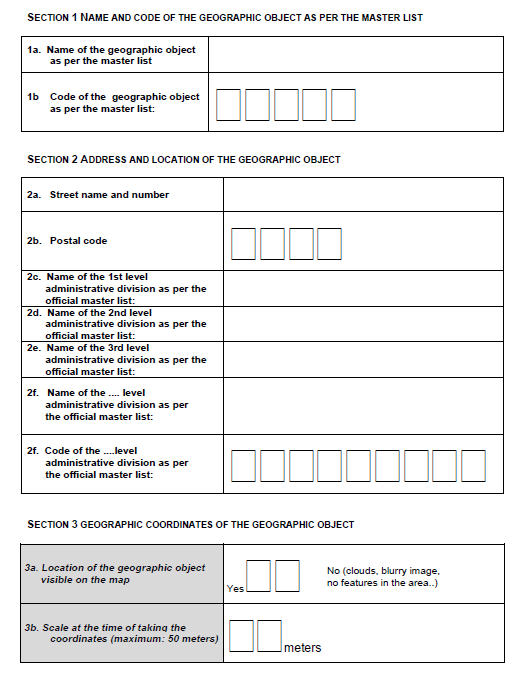 SECTION 1 NAME AND CODE OF THE GEOGRAPHIC OBJECT AS PER THE MASTER LIST
1a. Name of the geographic object
as per the master list
1b Code of the geographic object
as per the master list:
SECTION 2 ADDRESS AND LOCATION OF THE GEOGRAPHIC OBJECT
2a. Street name and number
2b. Postal code
2c. Name of the 1st level
administrative division as per the
official master list:
2d. Name of the 2nd level
administrative division as per the
official master list:
2e. Name of the 3rd level
administrative division as per the
official master list:
2f. Name of the .... level
administrative division as per
the official master list:
2f. Code of the ....level
administrative division as per
the official master list:
SECTION 3 GEOGRAPHIC COORDINATES OF THE GEOGRAPHIC OBJECT
3a. Location of the geographic object
visible on the map
Yes
No (clouds, blurry image,
no features in the area..)
3b. Scale at the time of taking the
coordinates (maximum: 50 meters)
meters